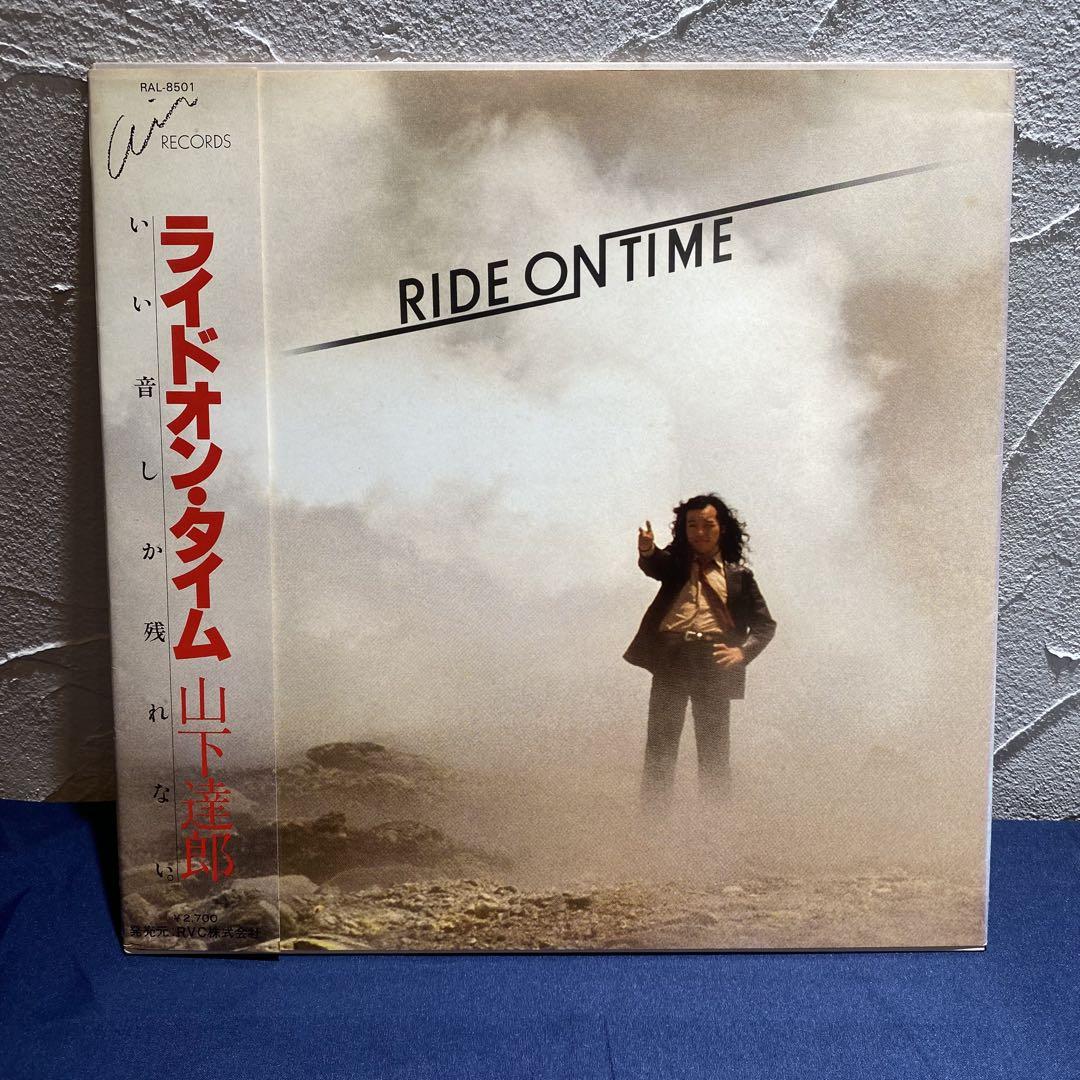 RAL-8501
Air RECORDS
ライド・オン・タイム 山下達郎
いい音しか残れない。
¥2,700
発売元:RVC株式会社
RIDE ON TIME